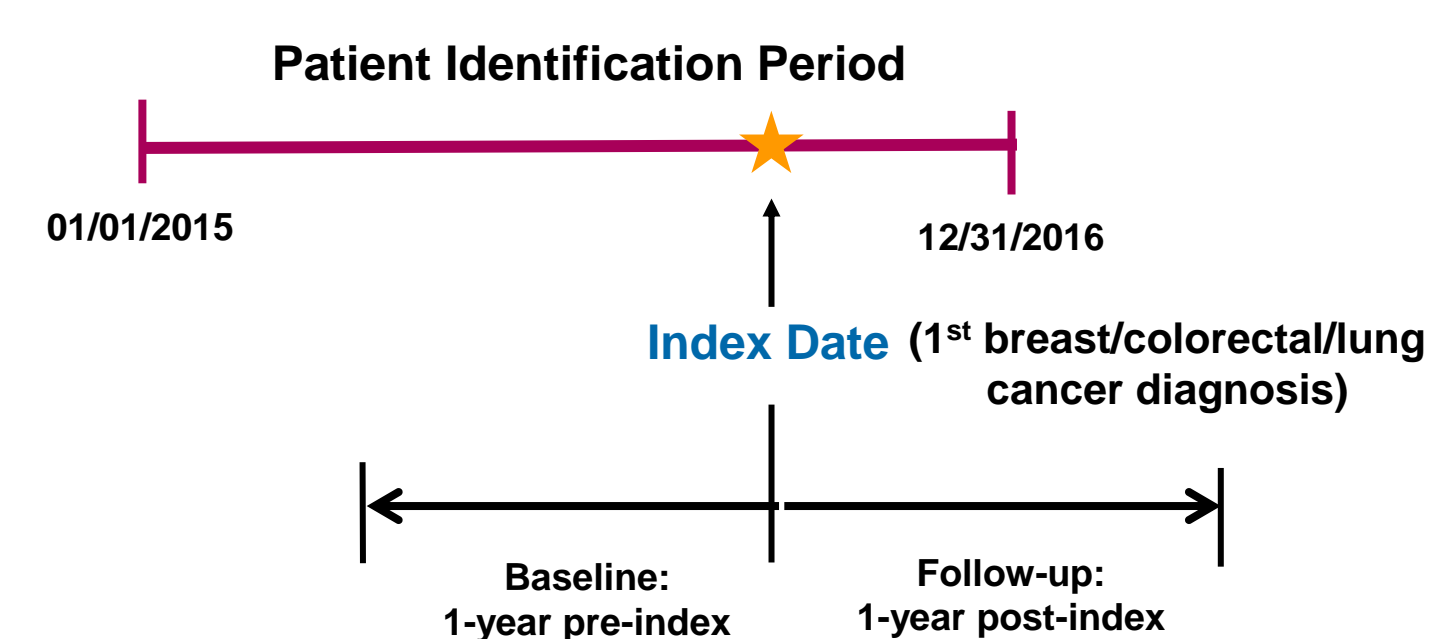 Patient Identification Period
01/01/2015
12/31/2016
Index Date (1st breast/colorectal/lung
cancer diagnosis)
Baseline:
1-year pre-index
Follow-up:
1-year post-index